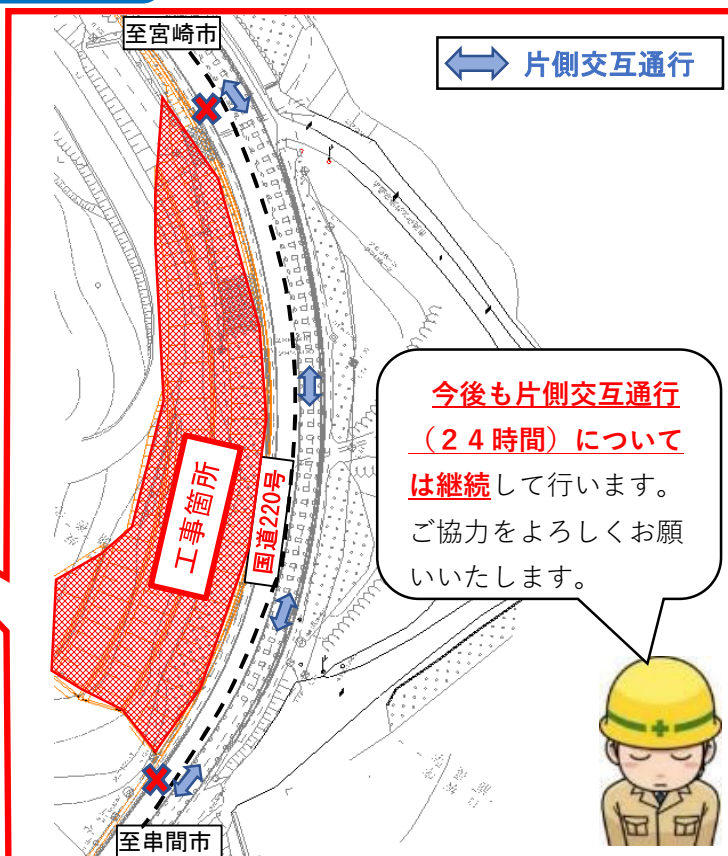 至宮崎市
片側交互通行
今後も片側交互通行
（２４時間）について
は継続して行います。
ご協力をよろしくお願
いいたします。
工事箇所
国道220号
至串間市